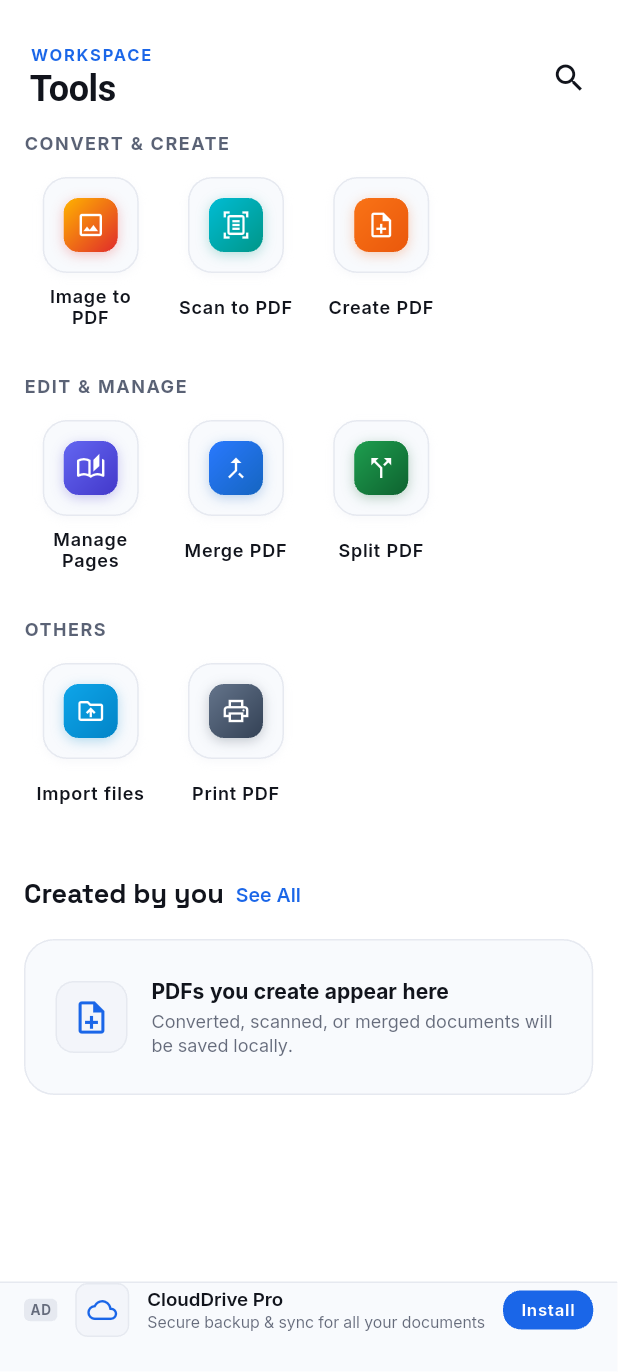 WORKSPACE
Tools
CONVERT & CREATE
Image to
PDF
Scan to PDF
Create PDF
EDIT & MANAGE
Manage
Pages
Merge PDF
Split PDF
OTHERS
Import files
Print PDF
Created by you See All
PDFs you create appear here
Converted, scanned, or merged documents will
be saved locally.
AD
CloudDrive Pro
Secure backup & sync for all your documents
Install